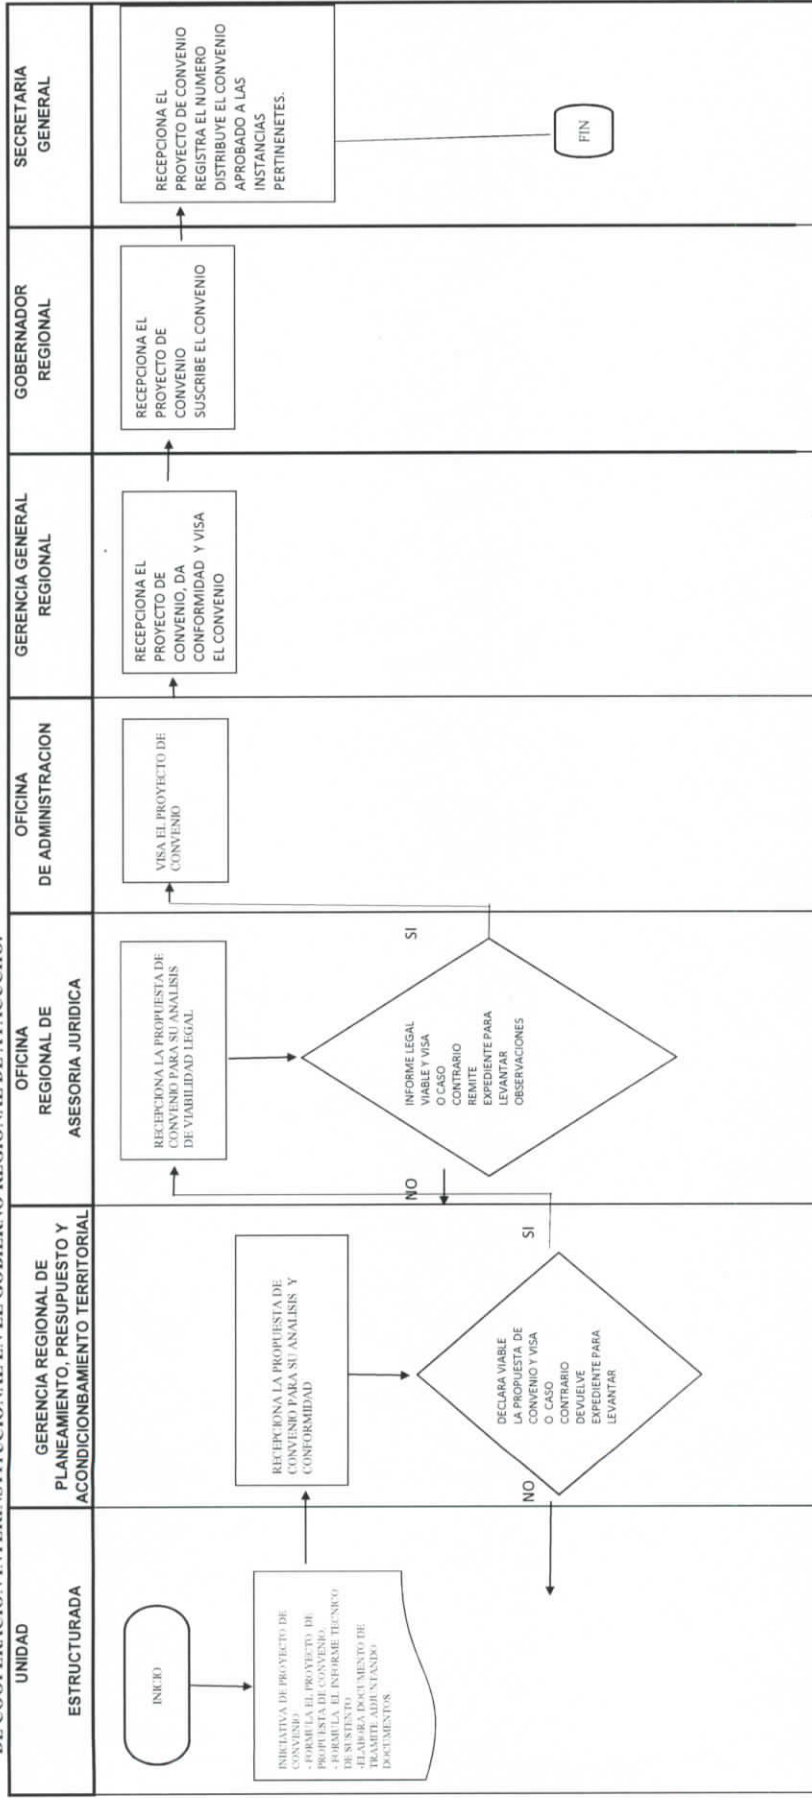 UNIDAD
ESTRUCTURADA
GERENCIA REGIONAL DE
PLANEAMIENTO, PRESUPUESTO Y
ACONDICIONBAMIENTO TERRITORIAL
OFICINA
REGIONAL DE
ASESORIA JURIDICA
OFICINA
DE ADMINISTRACION
GERENCIA GENERAL
REGIONAL
GOBERNADOR
REGIONAL
SECRETARIA
GENERAL
INICIO
INICIATIVA DE PROYECTO DE
CONVENIO
- FORMULA EL PROYECTO DE
PROPUESTA DE CONVENIO.
- FORMULA EL INFORME TECNICO
DE SUSTENTO
-ELABORA DOCUMENTO DE
TRAMITE ADJUNTANDO
DOCUMENTOS
RECEPCIONA LA PROPUESTA DE
CONVENIO PARA SU ANALISIS Y
CONFORMIDAD
DECLARA VIABLE
LA PROPUESTA DE
CONVENIO Y VISA
O CASO
CONTRARIO
DEVUELVE
EXPEDIENTE PARA
LEVANTAR
NO
SI
RECEPCIONA LA PROPUESTA DE
CONVENIO PARA SU ANALISIS
DE VIABILIDAD LEGAL
INFORME LEGAL
VIABLE Y VISA
O CASO
CONTRARIO
REMITE
EXPEDIENTE PARA
LEVANTAR
OBSERVACIONES
NO
SI
VISA EL PROYECTO DE
CONVENIO
RECEPCIONA EL
PROYECTO DE
CONVENIO, DA
CONFORMIDAD Y VISA
EL CONVENIO
RECEPCIONA EL
PROYECTO DE
CONVENIO
SUSCRIBE EL CONVENIO
RECEPCIONA EL
PROYECTO DE CONVENIO
REGISTRA EL NUMERO
DISTRIBUYE EL CONVENIO
APROBADO A LAS
INSTANCIAS
PERTINENETES.
FIN